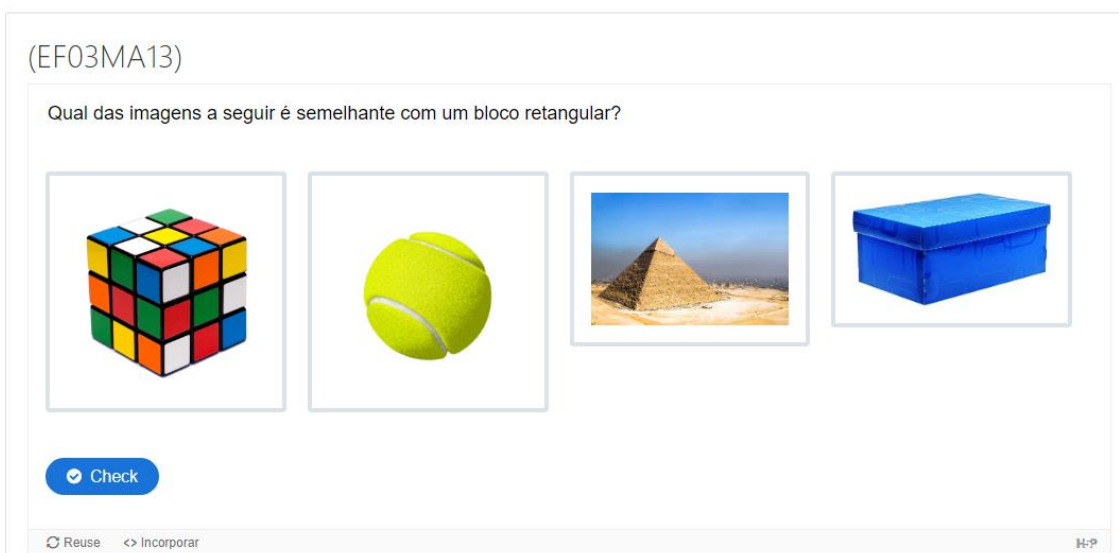 (EF03MA13)
Qual das imagens a seguir é semelhante com um bloco retangular?
Check
Reuse <> Incorporar H-P